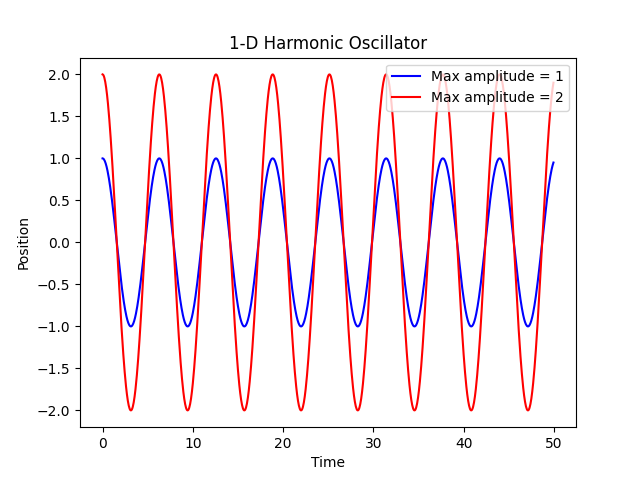 1-D Harmonic Oscillator
Max amplitude = 1
Max amplitude = 2
Position
2.0
1.5
1.0
0.5
0.0
−0.5
−1.0
−1.5
−2.0
0 10 20 30 40 50
Time